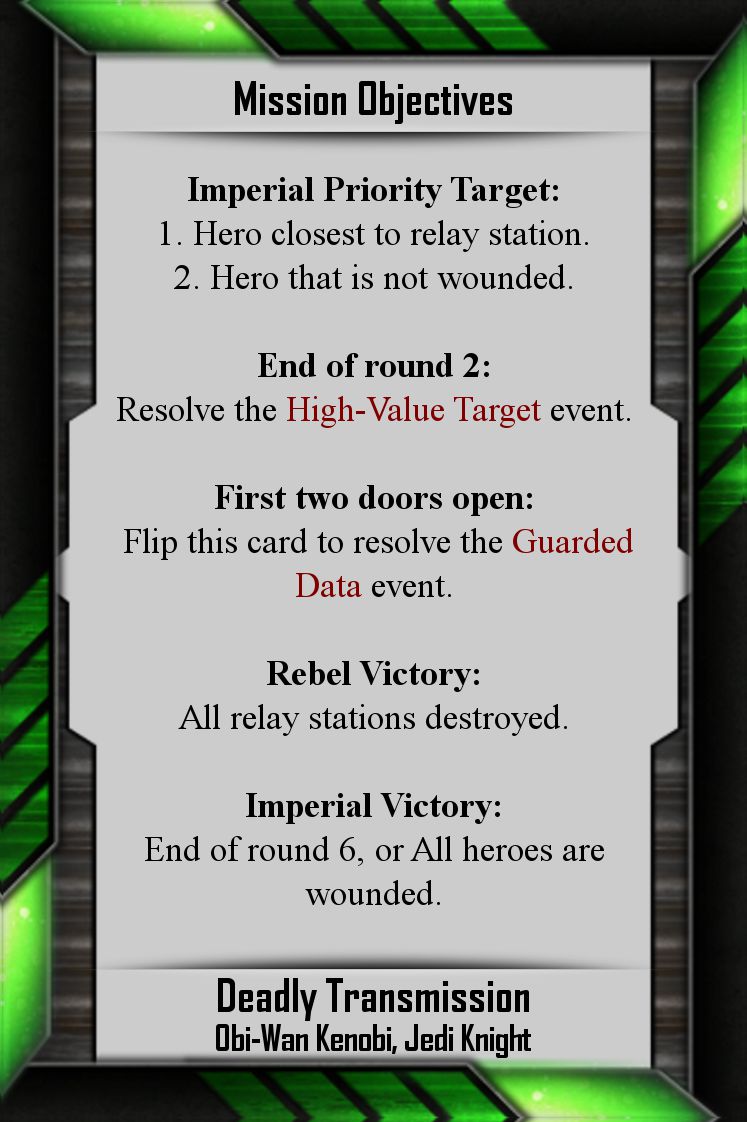 Mission Objectives
Imperial Priority Target:
1. Hero closest to relay station.
2. Hero that is not wounded.
End of round 2:
Resolve the High-Value Target event.
First two doors open:
Flip this card to resolve the Guarded
Data event.
Rebel Victory:
All relay stations destroyed.
Imperial Victory:
End of round 6, or All heroes are
wounded.
Deadly Transmission
Obi-Wan Kenobi, Jedi Knight